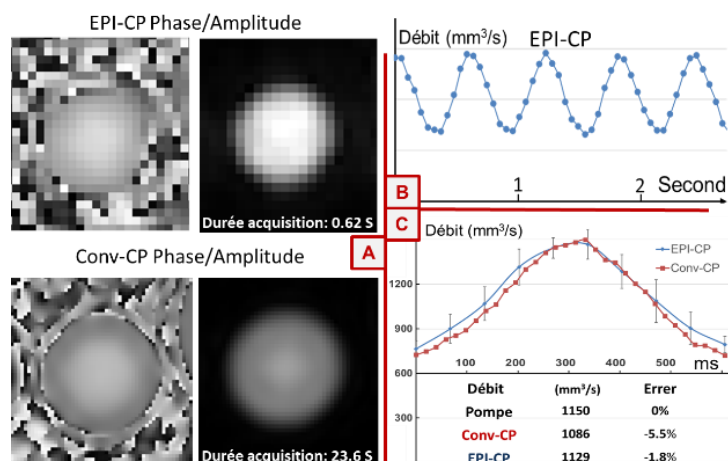 EPI-CP Phase/Amplitude
Durée acquisition: 0.62 S
Conv-CP Phase/Amplitude
Durée acquisition: 23.6 S
A
Débit (mm³/s)
EPI-CP
1
2
Second
B
C
Débit (mm³/s)
EPI-CP
Conv-CP
1200
900
600
300
100
200
300
400
500
ms
Débit (mm³/s) Errer
Pompe 1150 0%
Conv-CP 1086 -5.5%
EPI-CP 1129 -1.8%